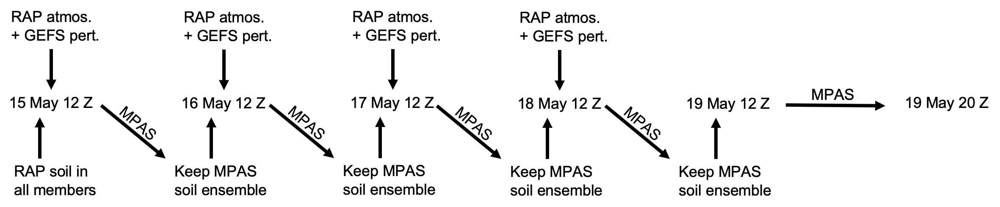 RAP atmos.
+ GEFS pert.
RAP atmos.
+ GEFS pert.
RAP atmos.
+ GEFS pert.
RAP atmos.
+ GEFS pert.
15 May 12 Z
MPAS
16 May 12 Z
MPAS
17 May 12 Z
MPAS
18 May 12 Z
MPAS
19 May 12 Z
MPAS
19 May 20 Z
RAP soil in
all members
Keep MPAS
soil ensemble
Keep MPAS
soil ensemble
Keep MPAS
soil ensemble
Keep MPAS
soil ensemble